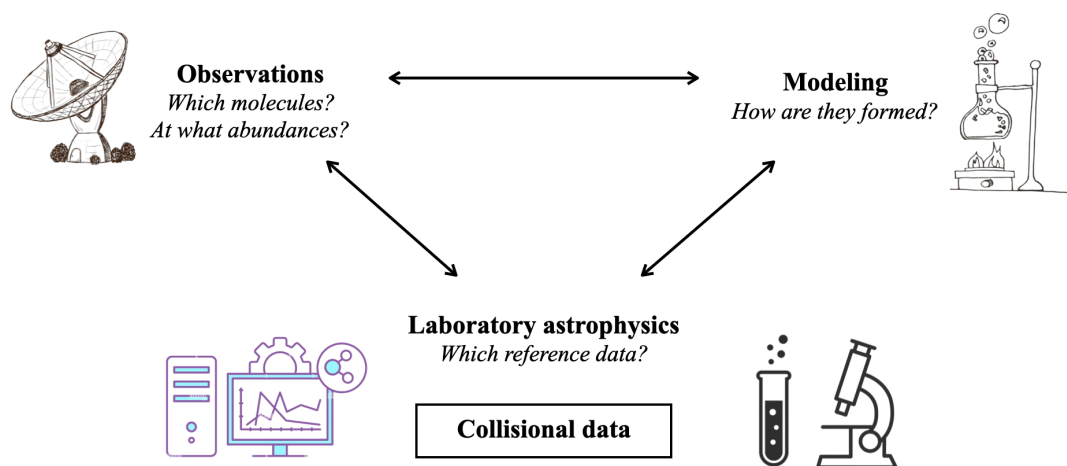 Observations
Which molecules?
At what abundances?
Modeling
How are they formed?
Laboratory astrophysics
Which reference data?
Collisional data